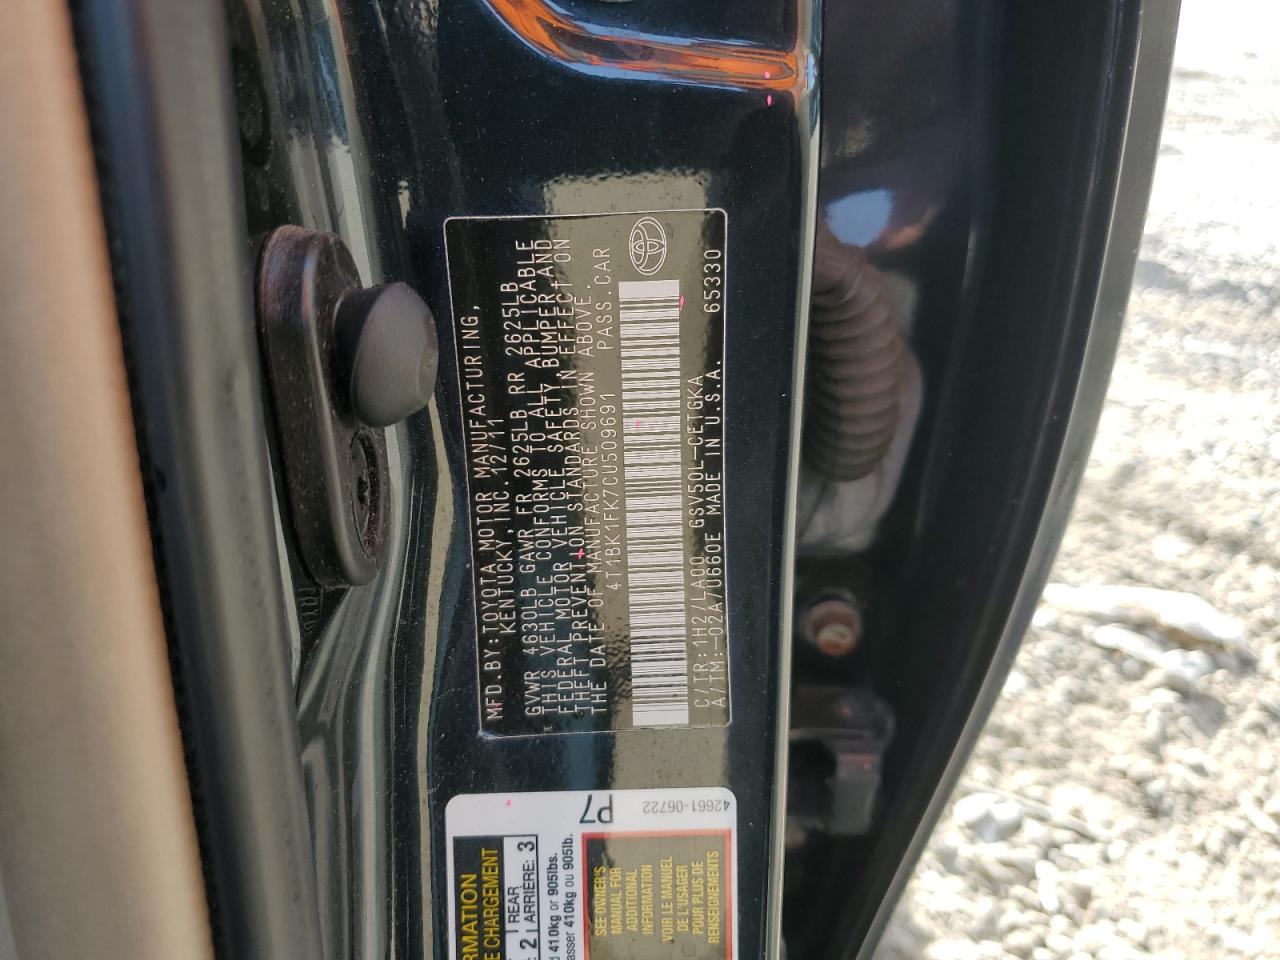 MFD.BY:TOYOTA MOTOR MANUFACTURING,
KENTUCKY, INC. 12/11
GVWR 4630LB GAWR FR 2625LB RR 2625LB
THIS VEHICLE CONFORMS TO ALL APPLICABLE
FEDERAL MOTOR VEHICLE SAFETY, BUMPER AND
THEFT PREVENTION STANDARDS IN EFFECT ON
THE DATE OF MANUFACTURE SHOWN ABOVE.
4T1BK1FK7CU509691 PASS.CAR
C/TR:1H2/LA00 GSV50L-CETGKA
A/TM:-02A/U660E MADE IN U.S.A. 65330
P7
42661-06722
RMATION
E CHARGEMENT
2 REAR ARRIÈRE: 3
d 410kg or 905lbs.
asser 410kg ou 905lb.
SEE OWNER'S
MANUAL FOR
ADDITIONAL
INFORMATION
VOIR LE MANUEL
DE L'USAGER
POUR PLUS DE
RENSEIGNEMENTS